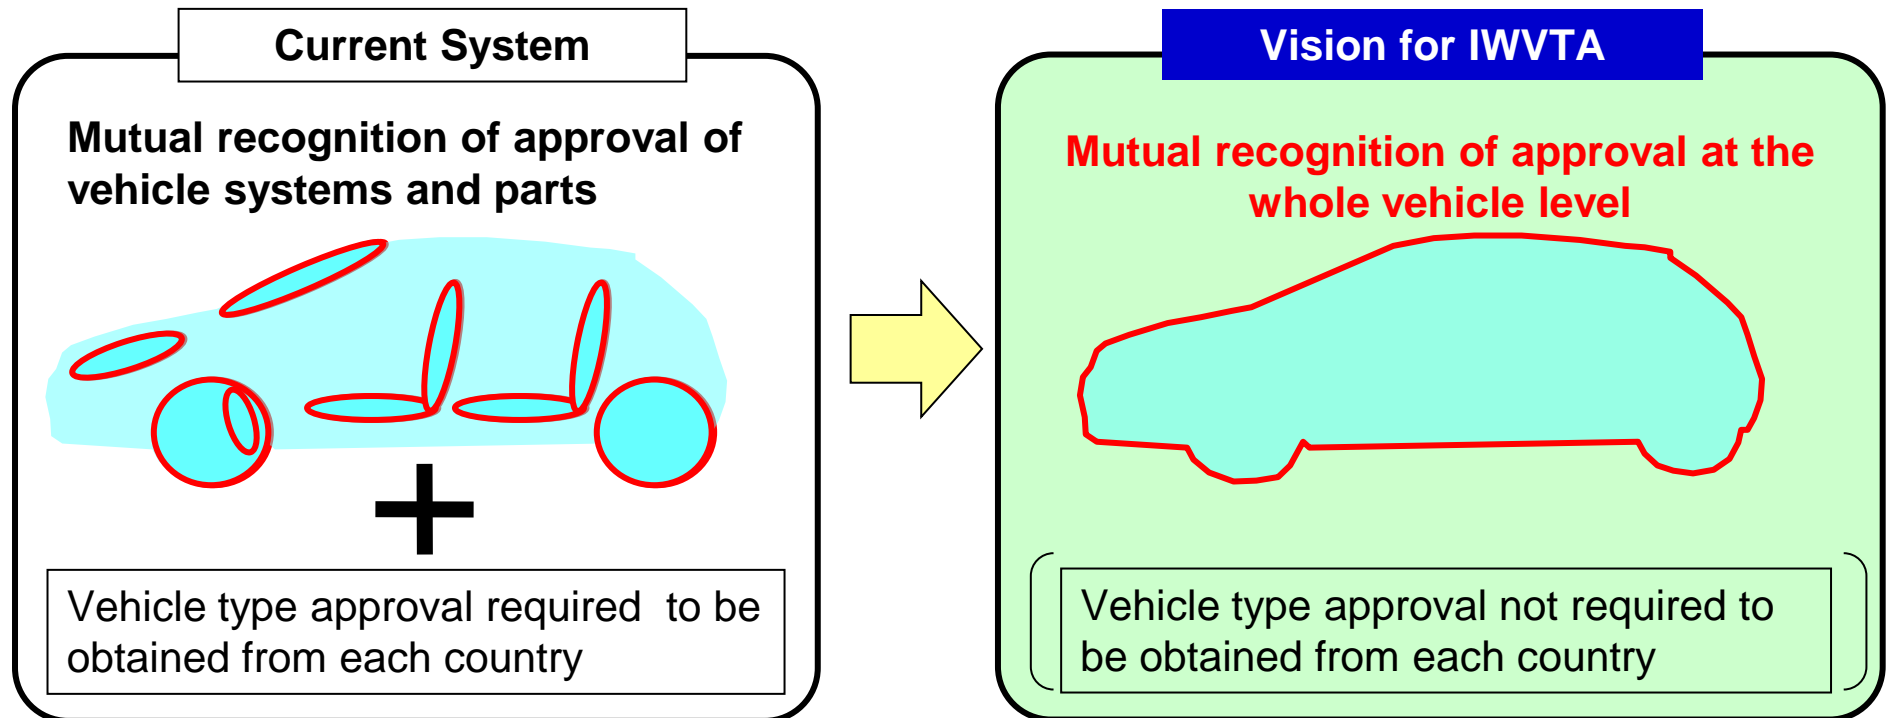 Current System
Mutual recognition of approval of
vehicle systems and parts
Vehicle type approval required  to be
obtained from each country
Vision for IWVTA
Mutual recognition of approval at the
whole vehicle level
Vehicle type approval not required to
be obtained from each country